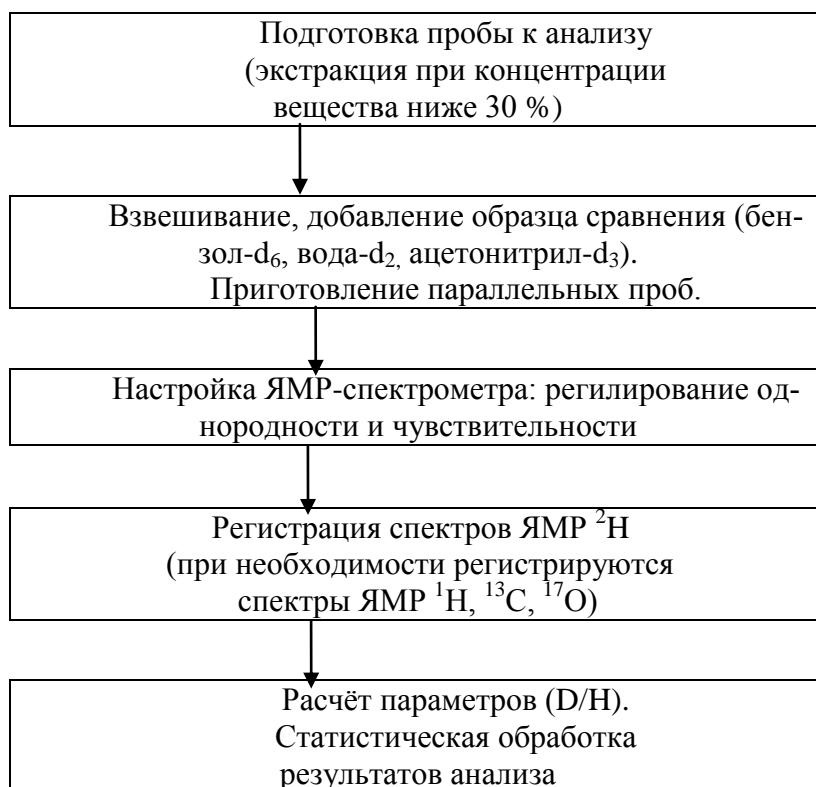 Подготовка пробы к анализу
(экстракция при концентрации
вещества ниже 30 %)
Взвешивание, добавление образца сравнения (бен-
зол-d₆, вода-d₂, ацетонитрил-d₃).
Приготовление параллельных проб.
Настройка ЯМР-спектрометра: регилирование од-
нородности и чувствительности
Регистрация спектров ЯМР ²H
(при необходимости регистрируются
спектры ЯМР ¹H, ¹³C, ¹⁷O)
Расчёт параметров (D/H).
Статистическая обработка
результатов анализа